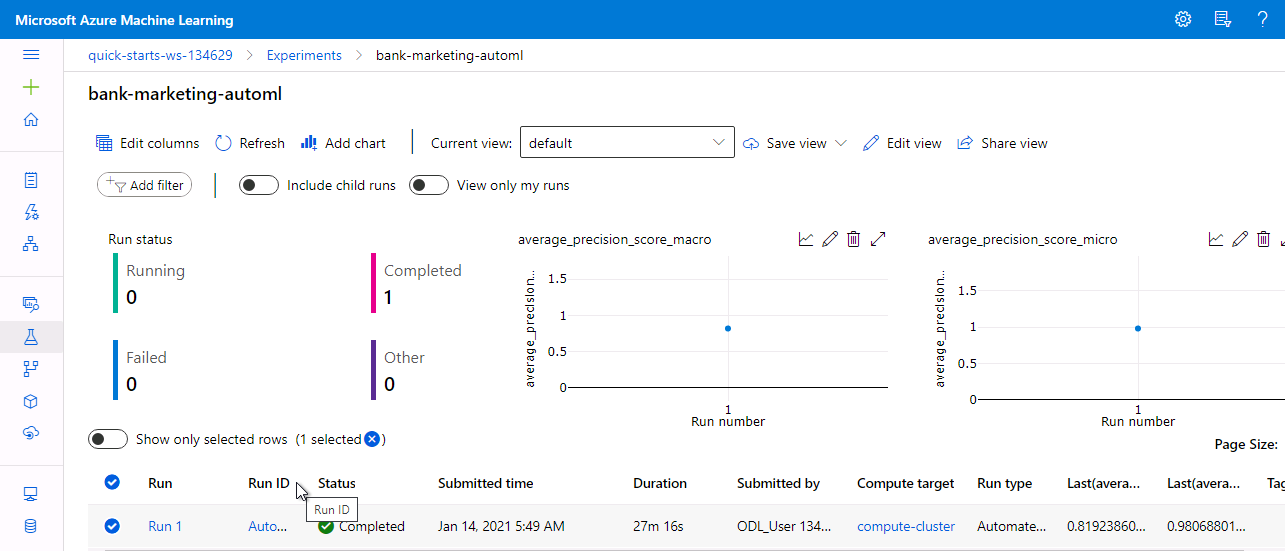 Microsoft Azure Machine Learning
quick-starts-ws-134629 > Experiments > bank-marketing-automl
bank-marketing-automl
Edit columns Refresh Add chart Current view: default Save view Edit view Share view
Add filter Include child runs View only my runs
Run status
Running
0
Completed
1
Failed
0
Other
0
average_precision_score_macro
average_precision...
1.5
1
0.5
0
1
Run number
average_precision_score_micro
average_precision...
1.5
1
0.5
0
1
Run number
Show only selected rows (1 selected )
Page Size:
Run Run ID Status Submitted time Duration Submitted by Compute target Run type Last(avera... Last(avera... Tag
Run ID
Run 1 Auto... Completed Jan 14, 2021 5:49 AM 27m 16s ODL_User 134... compute-cluster Automate... 0.81923860... 0.98068801...